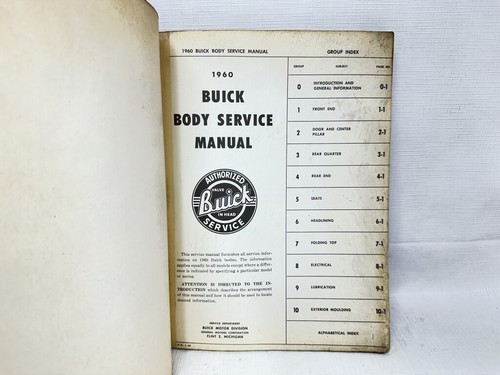 1960 BUICK BODY SERVICE MANUAL
GROUP INDEX
1960
BUICK
BODY SERVICE
MANUAL
AUTHORIZED
VALVE
Buick
IN HEAD
SERVICE
This service manual furnishes all service infor-
mation on 1960 Buick bodies. The information
applies equally to all models except where a differ-
ence is indicated by specifying a particular model
or series.
ATTENTION IS DIRECTED TO THE IN-
TRODUCTION which describes the arrangement
of this manual and how it should be used to locate
desired information.
SERVICE DEPARTMENT
BUICK MOTOR DIVISION
GENERAL MOTORS CORPORATION
FLINT 2, MICHIGAN
GROUP SUBJECT PAGE NO.
0 INTRODUCTION AND GENERAL INFORMATION 0-1
1 FRONT END 1-1
2 DOOR AND CENTER PILLAR 2-1
3 REAR QUARTER 3-1
4 REAR END 4-1
5 SEATS 5-1
6 HEADLINING 6-1
7 FOLDING TOP 7-1
8 ELECTRICAL 8-1
9 LUBRICATION 9-1
10 EXTERIOR MOULDING 10-1
ALPHABETICAL INDEX